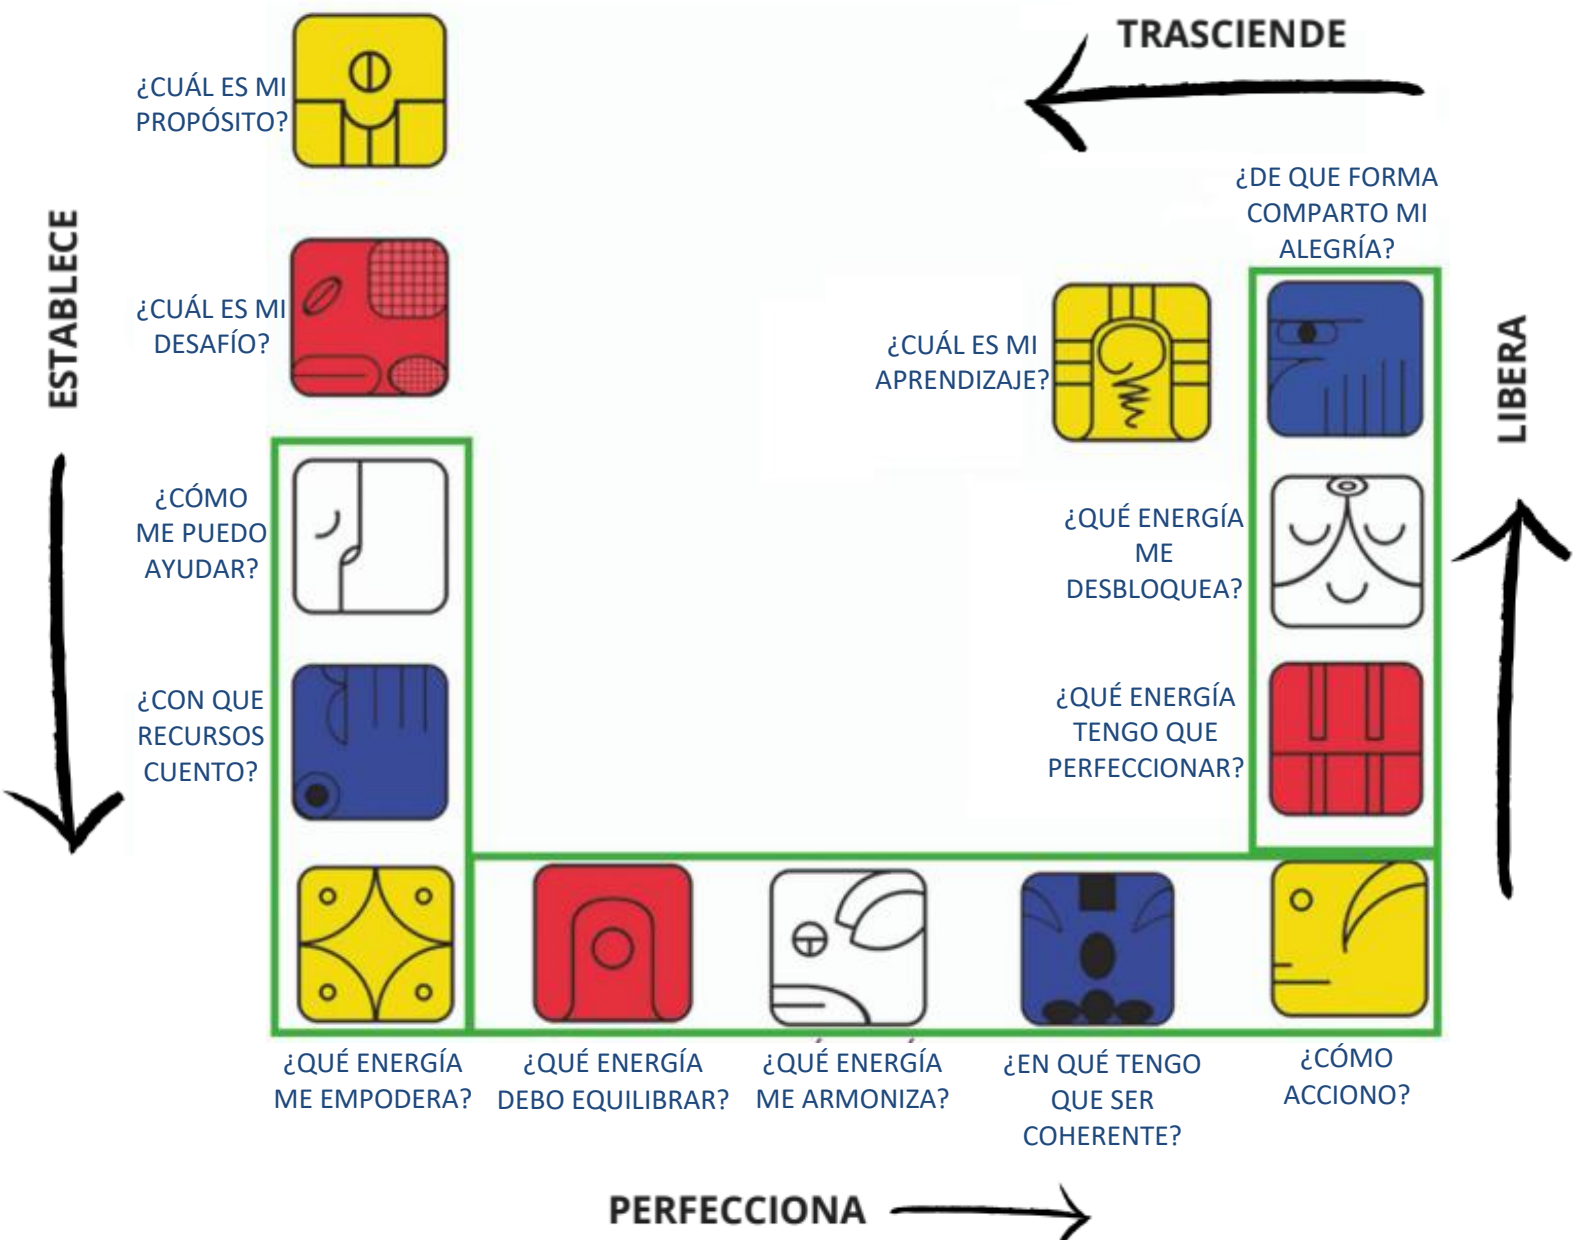 TRASCIENDE
¿CUÁL ES MI
PROPÓSITO?
¿DE QUE FORMA
COMPARTO MI
ALEGRÍA?
ESTABLECE
¿CUÁL ES MI
DESAFÍO?
¿CUÁL ES MI
APRENDIZAJE?
LIBERA
¿CÓMO
ME PUEDO
AYUDAR?
¿QUÉ ENERGÍA
ME
DESBLOQUEA?
¿CON QUE
RECURSOS
CUENTO?
¿QUÉ ENERGÍA
TENGO QUE
PERFECCIONAR?
¿QUÉ ENERGÍA
ME EMPODERA?
¿QUÉ ENERGÍA
DEBO EQUILIBRAR?
¿QUÉ ENERGÍA
ME ARMONIZA?
¿EN QUÉ TENGO
QUE SER
COHERENTE?
¿CÓMO
ACCIONO?
PERFECCIONA